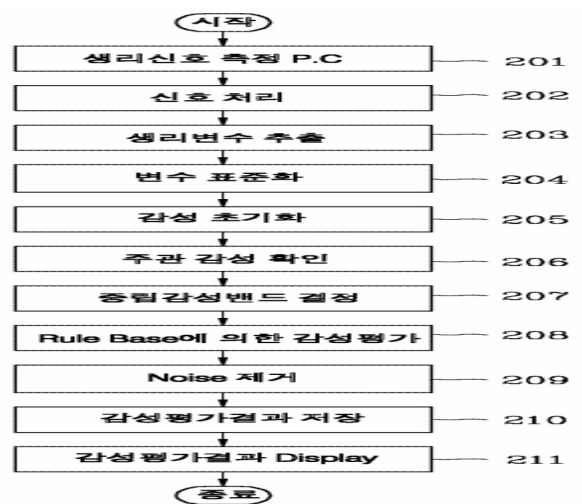 시작
생리신호 측정 P.C 201
신호 처리 202
생리변수 추출 203
변수 표준화 204
감성 초기화 205
주관 감성 확인 206
중립감성밴드 결정 207
Rule Base에 의한 감성평가 208
Noise 제거 209
감성평가결과 저장 210
감성평가결과 Display 211
종료